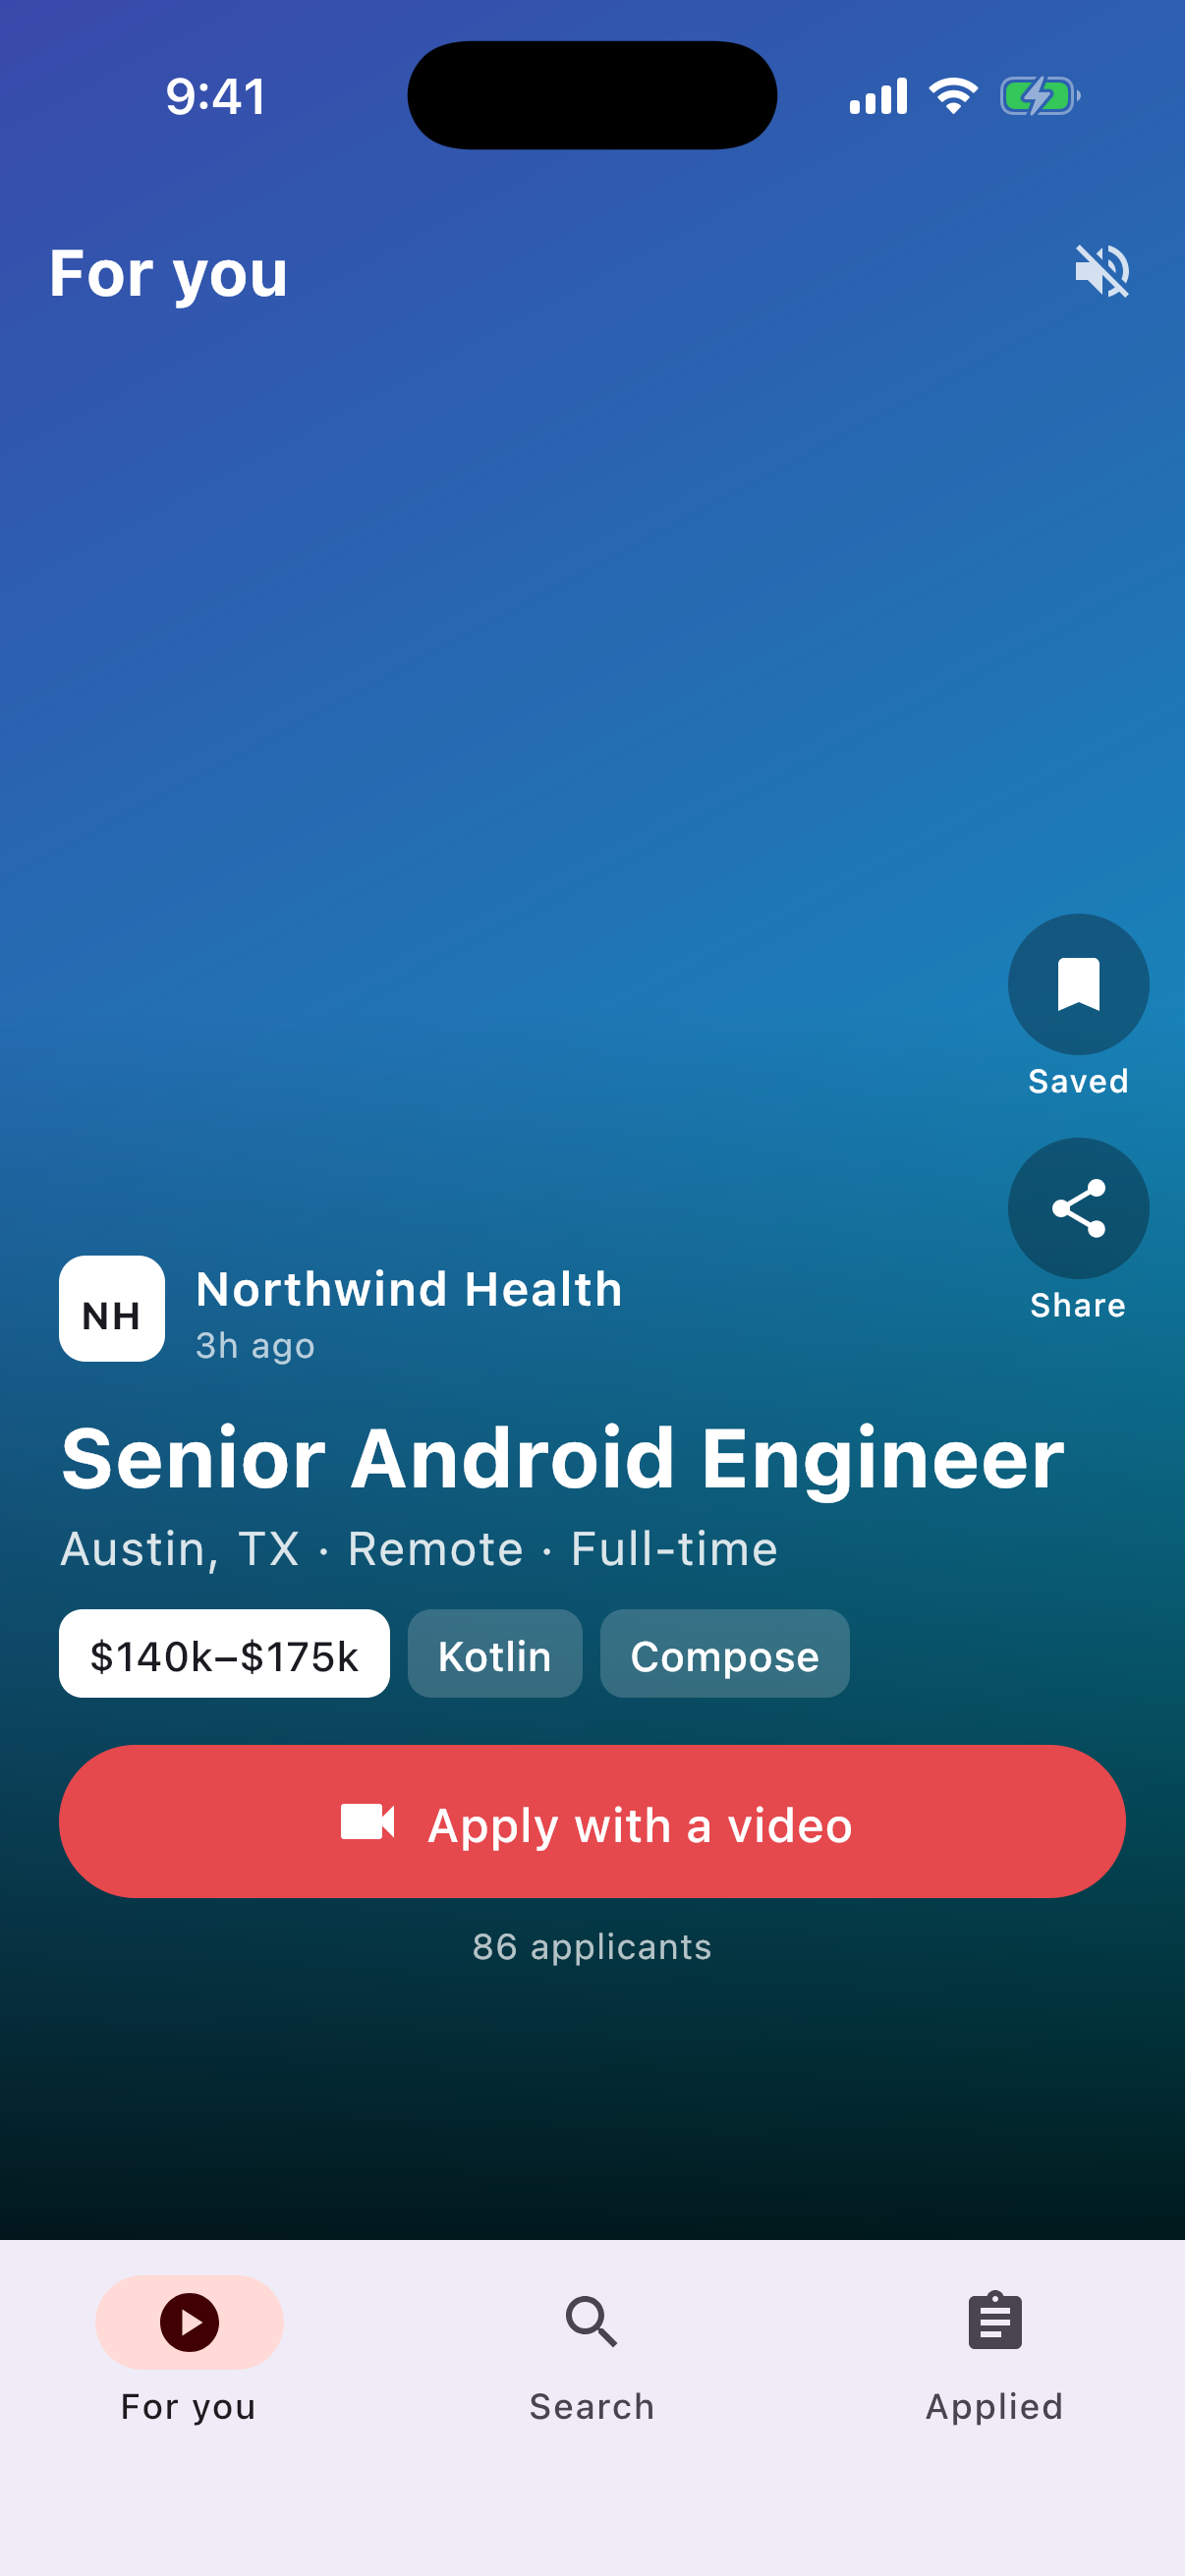 9:41
For you
Saved
Share
NH
Northwind Health
3h ago
Senior Android Engineer
Austin, TX · Remote · Full-time
$140k–$175k
Kotlin
Compose
Apply with a video
86 applicants
For you
Search
Applied